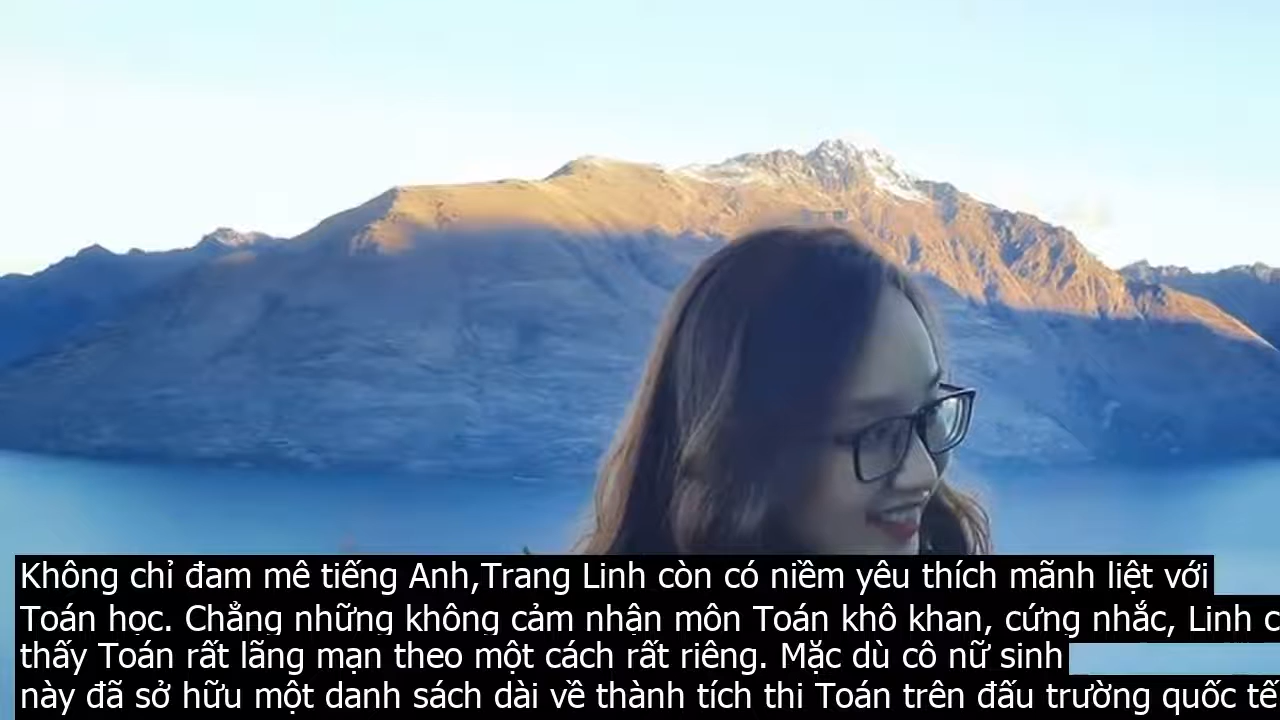 Không chỉ đam mê tiếng Anh,Trang Linh còn có niềm yêu thích mãnh liệt với
Toán học. Chẳng những không cảm nhận môn Toán khô khan, cứng nhắc, Linh
thấy Toán rất lãng mạn theo một cách rất riêng. Mặc dù cô nữ sinh
này đã sở hữu một danh sách dài về thành tích thi Toán trên đấu trường quốc tế